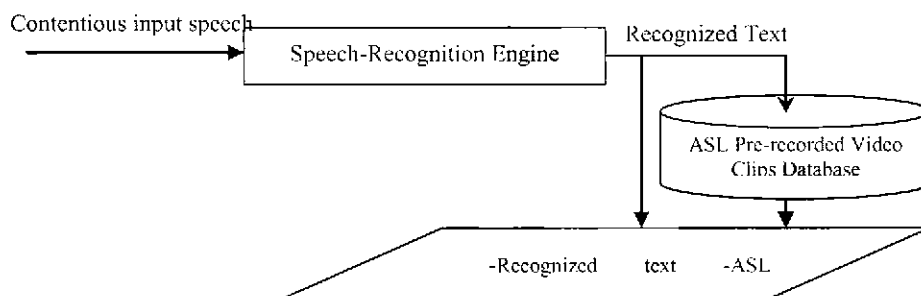 Contentious input speech
Speech-Recognition Engine
Recognized Text
ASL Pre-recorded Video
Clips Database
-Recognized text -ASL